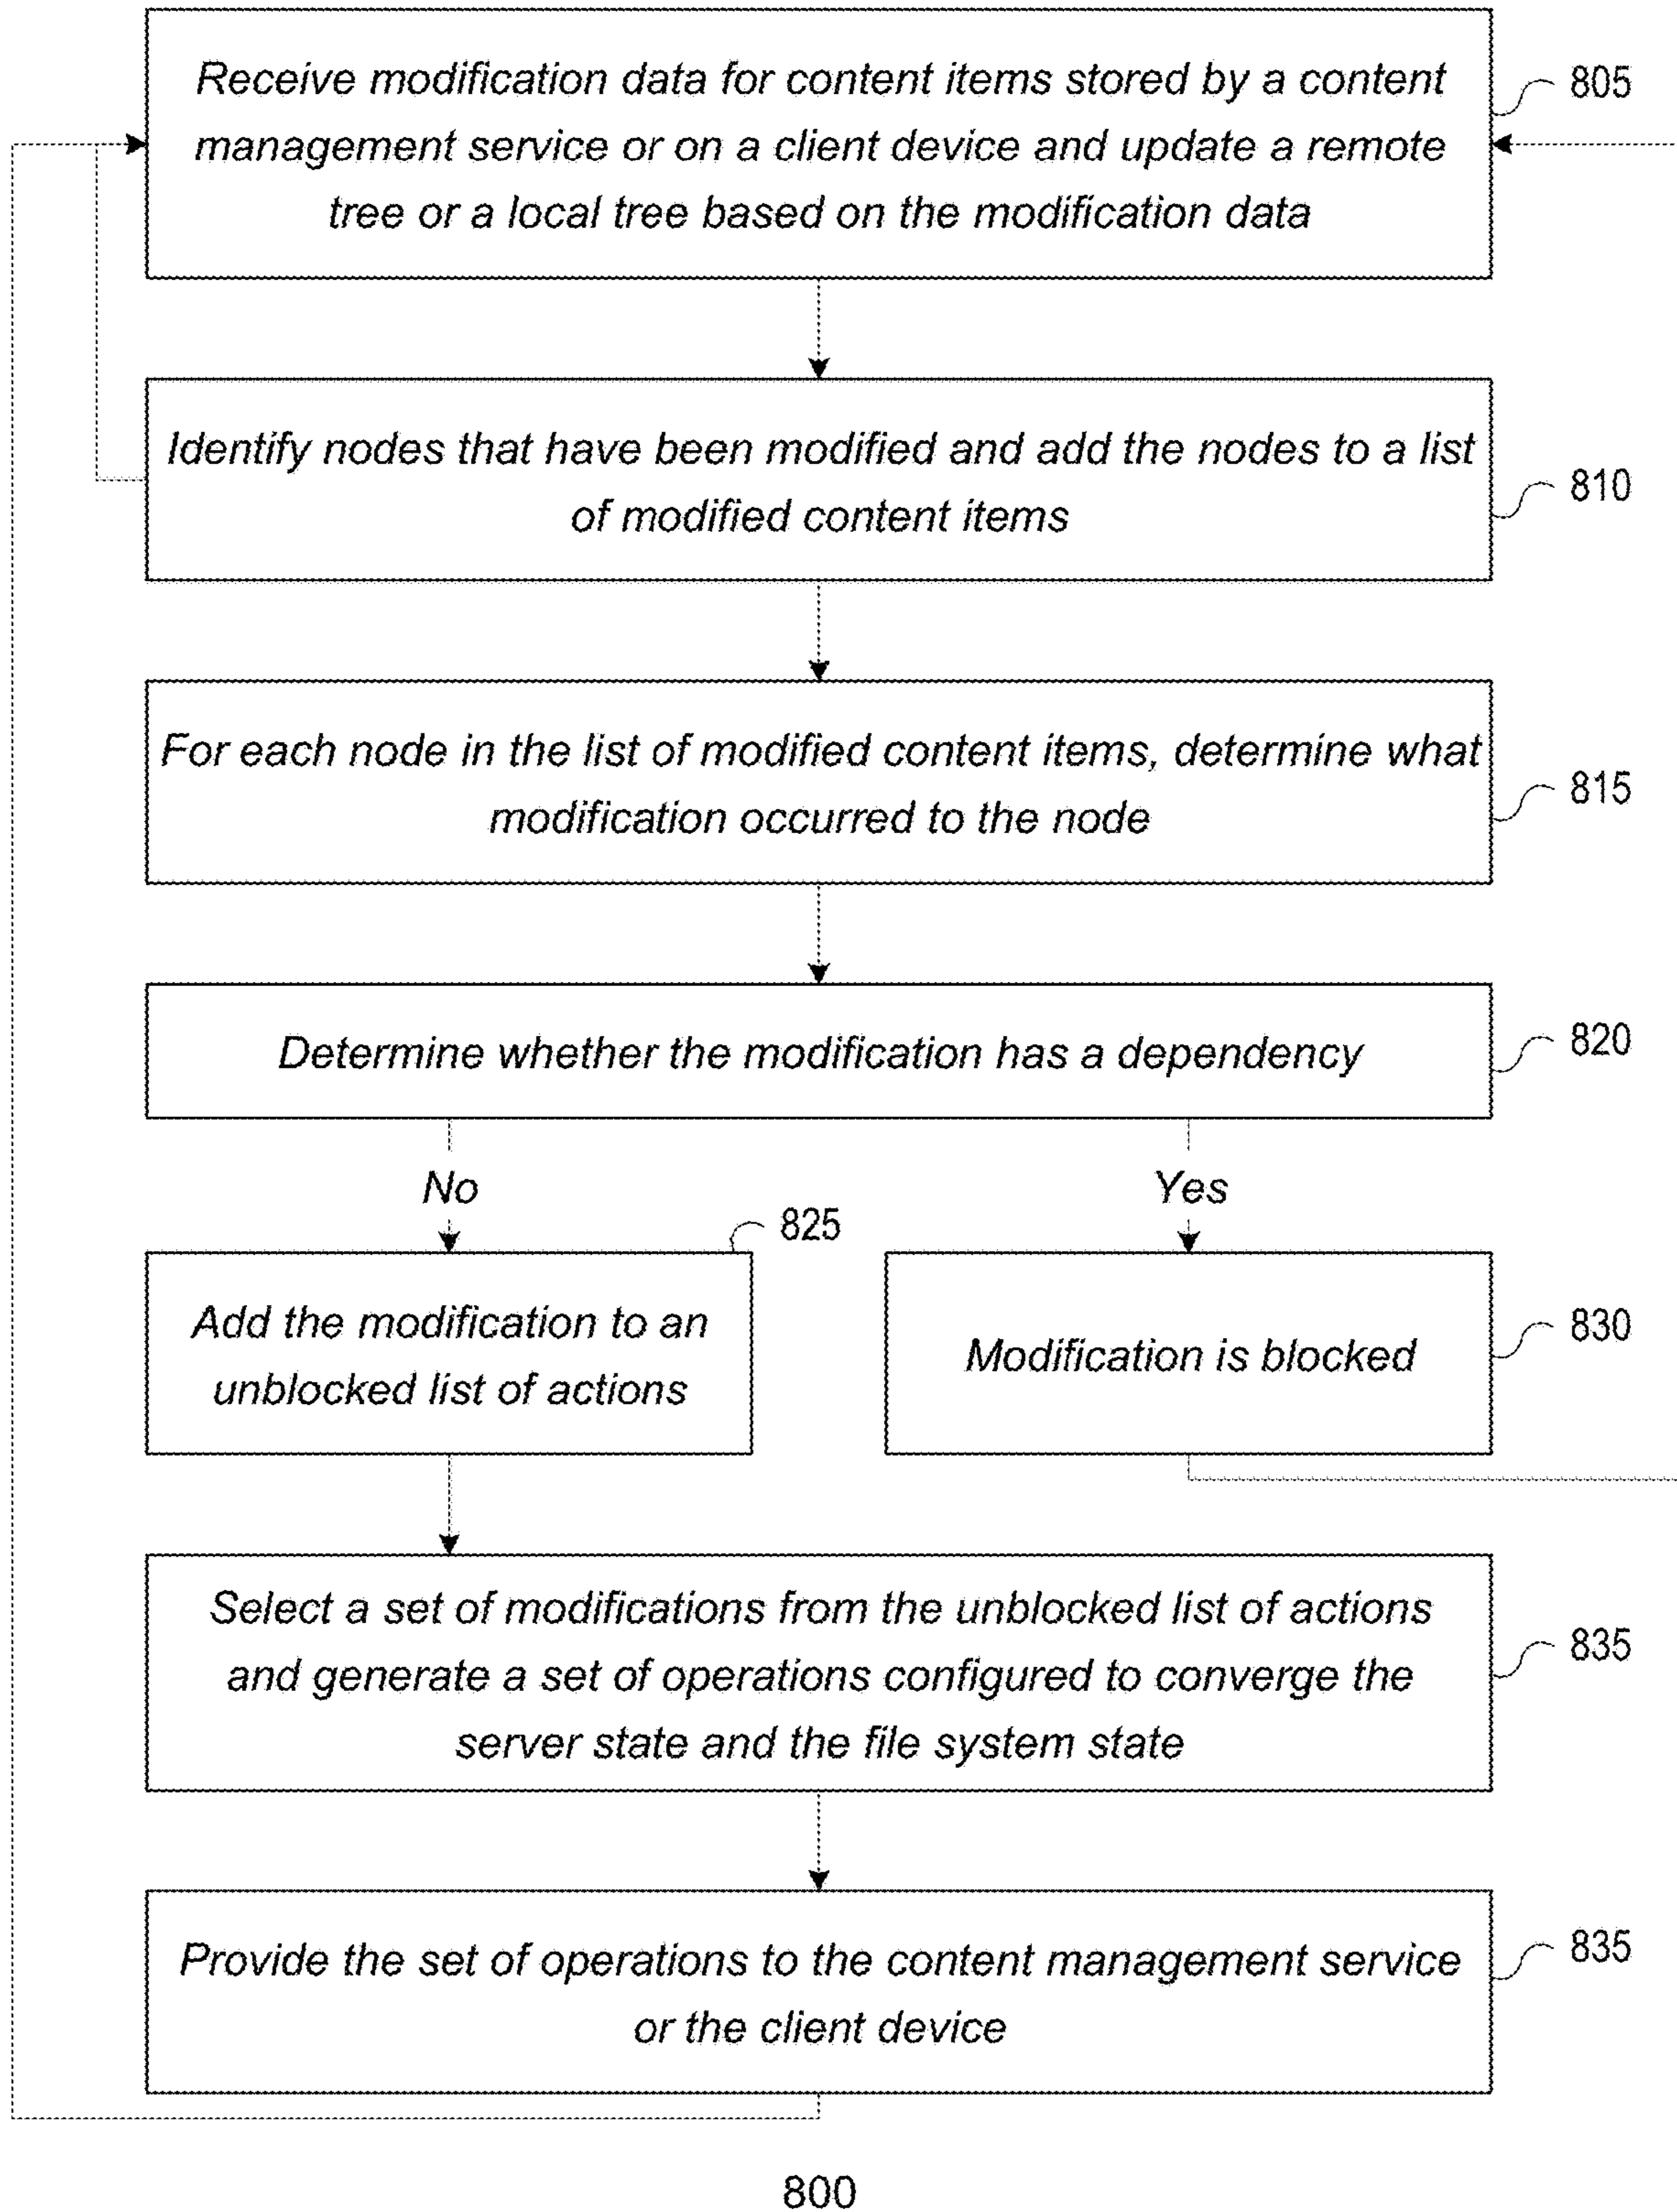 Receive modification data for content items stored by a content
management service or on a client device and update a remote
tree or a local tree based on the modification data
805
Identify nodes that have been modified and add the nodes to a list
of modified content items
810
For each node in the list of modified content items, determine what
modification occurred to the node
815
Determine whether the modification has a dependency
820
No
Yes
825
Add the modification to an
unblocked list of actions
Modification is blocked
830
Select a set of modifications from the unblocked list of actions
and generate a set of operations configured to converge the
server state and the file system state
835
Provide the set of operations to the content management service
or the client device
835
800